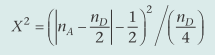 X² = (|n_A − n_D/2| − 1/2)² / (n_D/4)